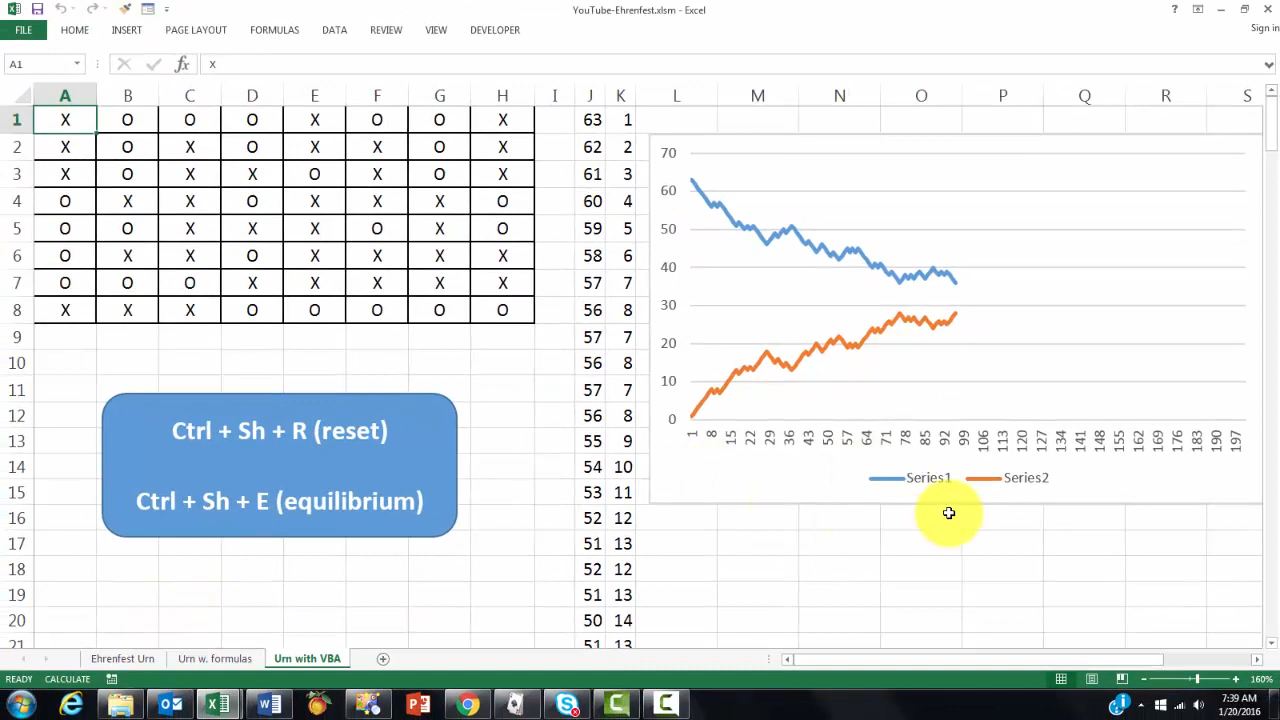 YouTube-Ehrenfest.xlsm - Excel
FILE HOME INSERT PAGE LAYOUT FORMULAS DATA REVIEW VIEW DEVELOPER Sign in
A1 fx X
A B C D E F G H I J K L M N O P Q R S
1 X O O O X O O X 63 1
2 X O X O X X O X 62 2
3 X O X X O X O X 61 3
4 O X X O X X X O 60 4
5 O O X X X O X O 59 5
6 O X X O X X X X 58 6
7 O O O X X X X X 57 7
8 X X X O O O O O 56 8
9 57 7
10 56 8
11 57 7
12 56 8
13 55 9
14 54 10
15 53 11
16 52 12
17 51 13
18 52 12
19 51 13
20 50 14
21 51 13
Ctrl + Sh + R (reset)
Ctrl + Sh + E (equilibrium)
70
60
50
40
30
20
10
0
1 8 15 22 29 36 43 50 57 64 71 78 85 92 99 106 113 120 127 134 141 148 155 162 169 176 183 190 197
Series1 Series2
Ehrenfest Urn Urn w. formulas Urn with VBA
READY CALCULATE 160%
7:39 AM
1/20/2016